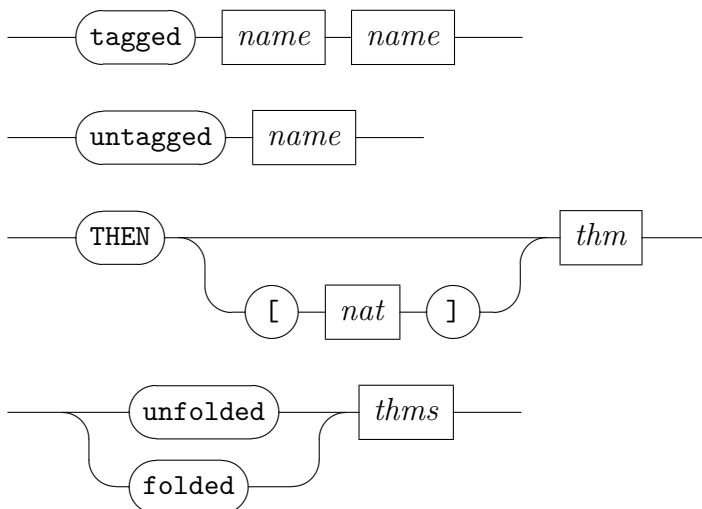 tagged name name
untagged name
THEN thm
[ nat ]
unfolded thms
folded